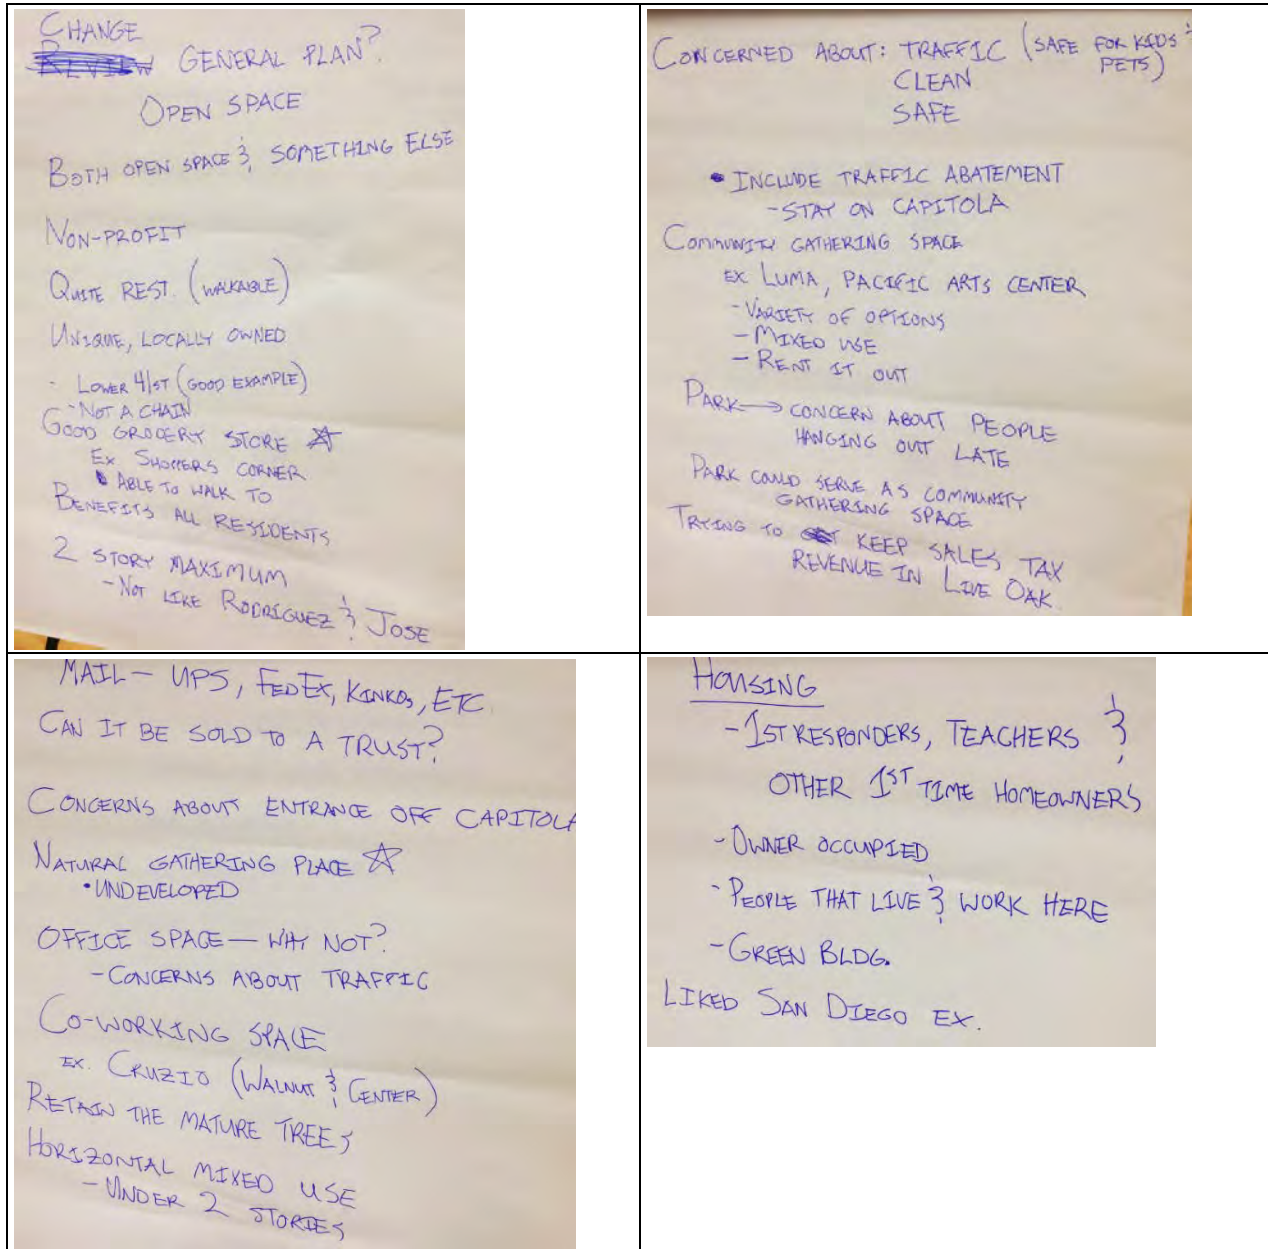 CHANGE
REVIEW GENERAL PLAN?
OPEN SPACE
BOTH OPEN SPACE & SOMETHING ELSE
NON-PROFIT
QUITE REST. (WALKABLE)
UNIQUE, LOCALLY OWNED
- LOWER 41ST (GOOD EXAMPLE)
- NOT A CHAIN
GOOD GROCERY STORE ☆
EX SHOPPERS CORNER
• ABLE TO WALK TO
BENEFITS ALL RESIDENTS
2 STORY MAXIMUM
- NOT LIKE RODRIGUEZ & JOSE
CONCERNED ABOUT: TRAFFIC (SAFE FOR KIDS &
PETS)
CLEAN
SAFE
• INCLUDE TRAFFIC ABATEMENT
- STAY ON CAPITOLA
COMMUNITY GATHERING SPACE
EX LUMA, PACIFIC ARTS CENTER
- VARIETY OF OPTIONS
- MIXED USE
- RENT IT OUT
PARK → CONCERN ABOUT PEOPLE
HANGING OUT LATE
PARK COULD SERVE AS COMMUNITY
GATHERING SPACE
TRYING TO KEEP SALES TAX
REVENUE IN LIVE OAK
MAIL - UPS, FEDEX, KINKOS, ETC.
CAN IT BE SOLD TO A TRUST?
CONCERNS ABOUT ENTRANCE OFF CAPITOLA
NATURAL GATHERING PLACE ☆
• UNDEVELOPED
OFFICE SPACE — WHY NOT?
- CONCERNS ABOUT TRAFFIC
CO-WORKING SPACE
EX. CRUZIO (WALNUT & CENTER)
RETAIN THE MATURE TREES
HORIZONTAL MIXED USE
- UNDER 2 STORIES
HOUSING
- 1ST RESPONDERS, TEACHERS &
OTHER 1ST TIME HOMEOWNERS
- OWNER OCCUPIED
- PEOPLE THAT LIVE & WORK HERE
- GREEN BLDG.
LIKED SAN DIEGO EX.